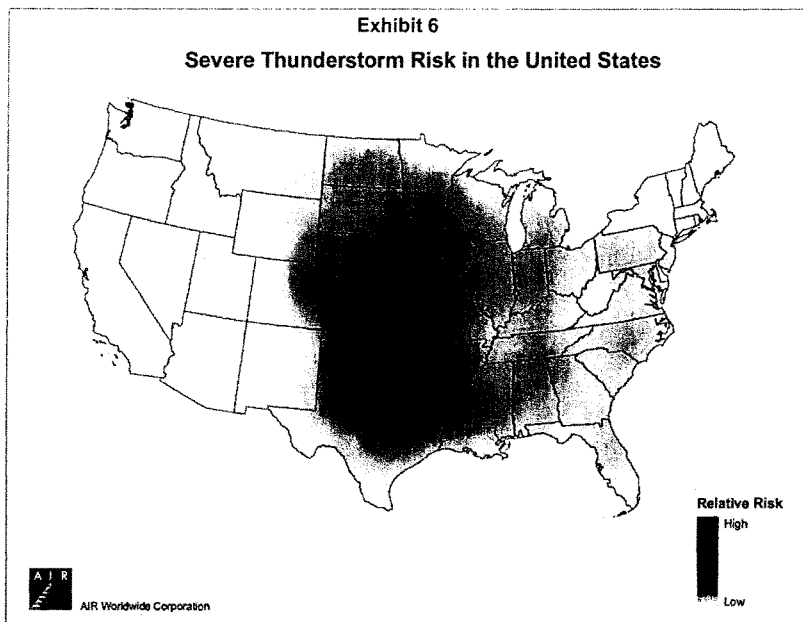 Exhibit 6
Severe Thunderstorm Risk in the United States
Relative Risk
High
Low
AIR
AIR Worldwide Corporation